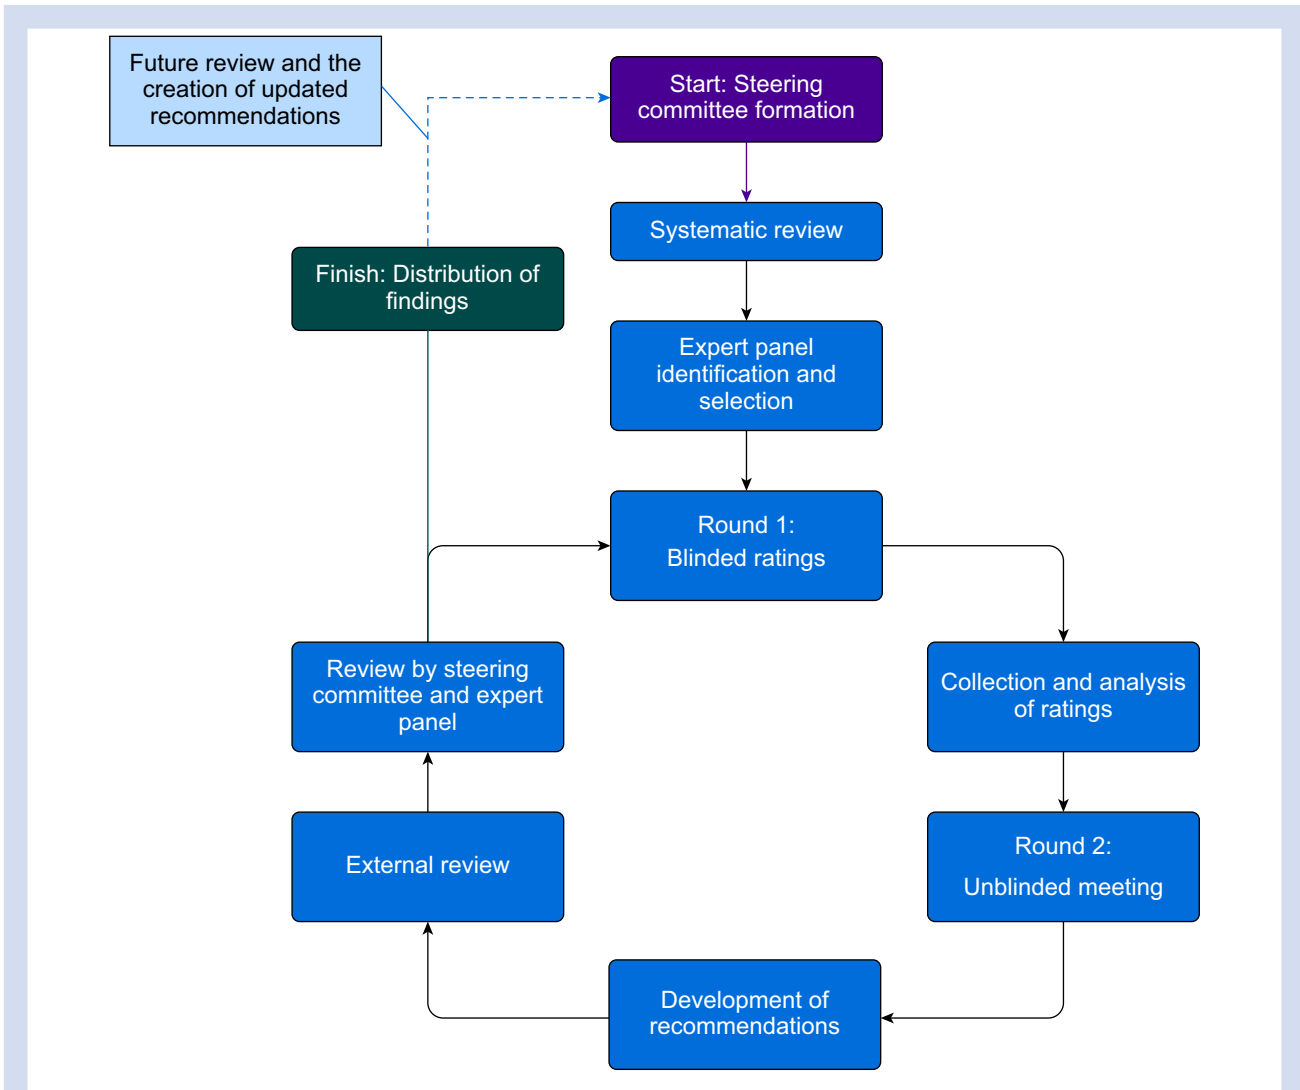 Future review and the
creation of updated
recommendations
Start: Steering
committee formation
Systematic review
Finish: Distribution of
findings
Expert panel
identification and
selection
Round 1:
Blinded ratings
Review by steering
committee and expert
panel
Collection and analysis
of ratings
External review
Round 2:
Unblinded meeting
Development of
recommendations